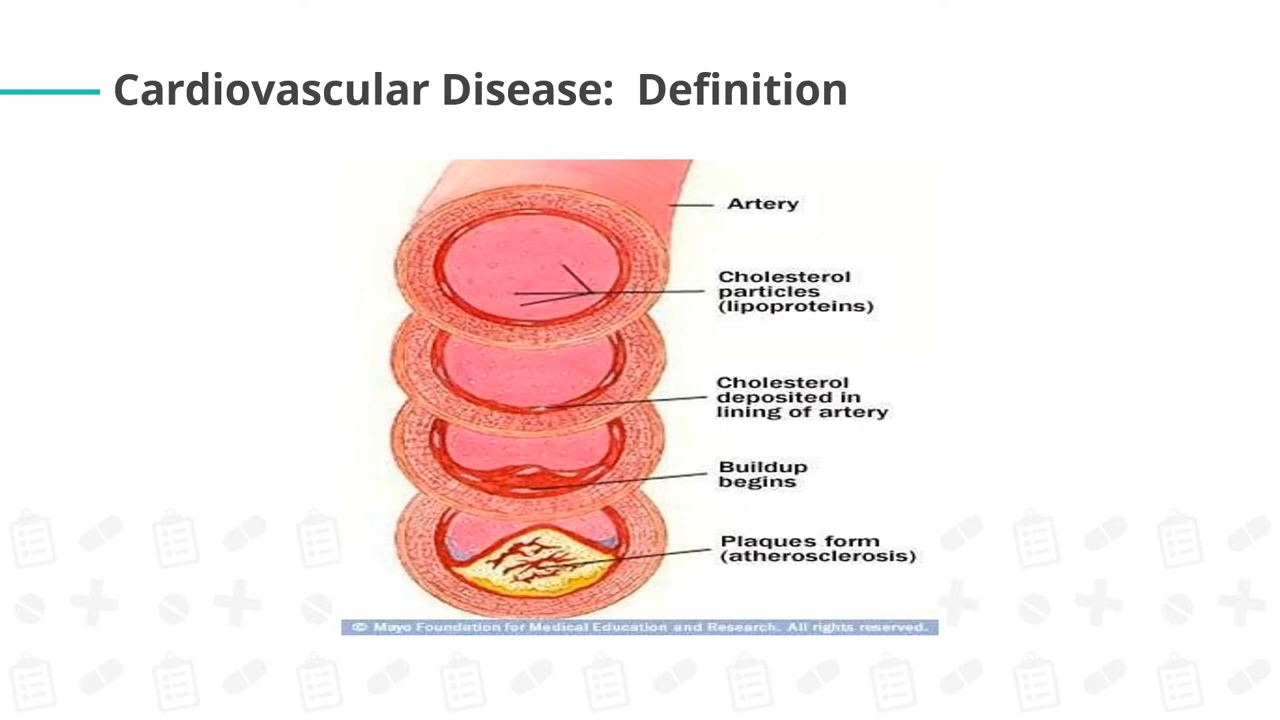 Cardiovascular Disease:  Definition
Artery
Cholesterol
particles
(lipoproteins)
Cholesterol
deposited in
lining of artery
Buildup
begins
Plaques form
(atherosclerosis)
© Mayo Foundation for Medical Education and Research. All rights reserved.